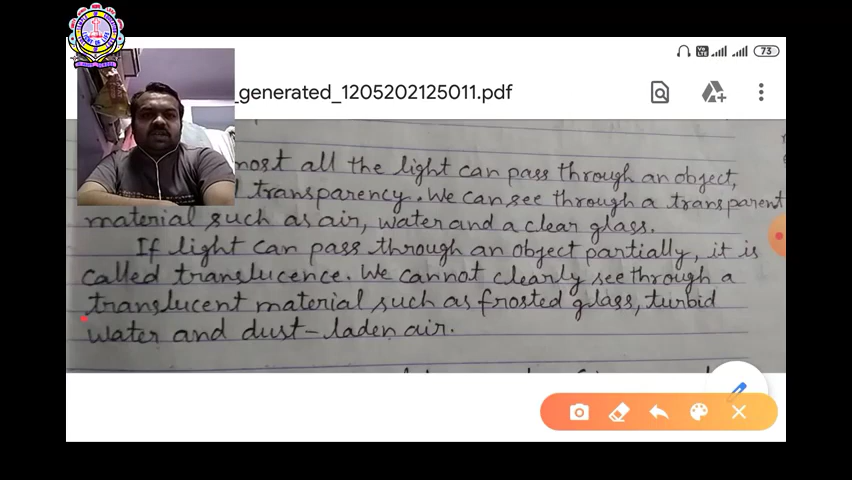 73
_generated_1205202125011.pdf
most all the light can pass through an object,
transparency. We can see through a transparent
material such as air, water and a clear glass.
If light can pass through an object partially, it is
called translucence. We cannot clearly see through a
translucent material such as frosted glass, turbid
water and dust-laden air.